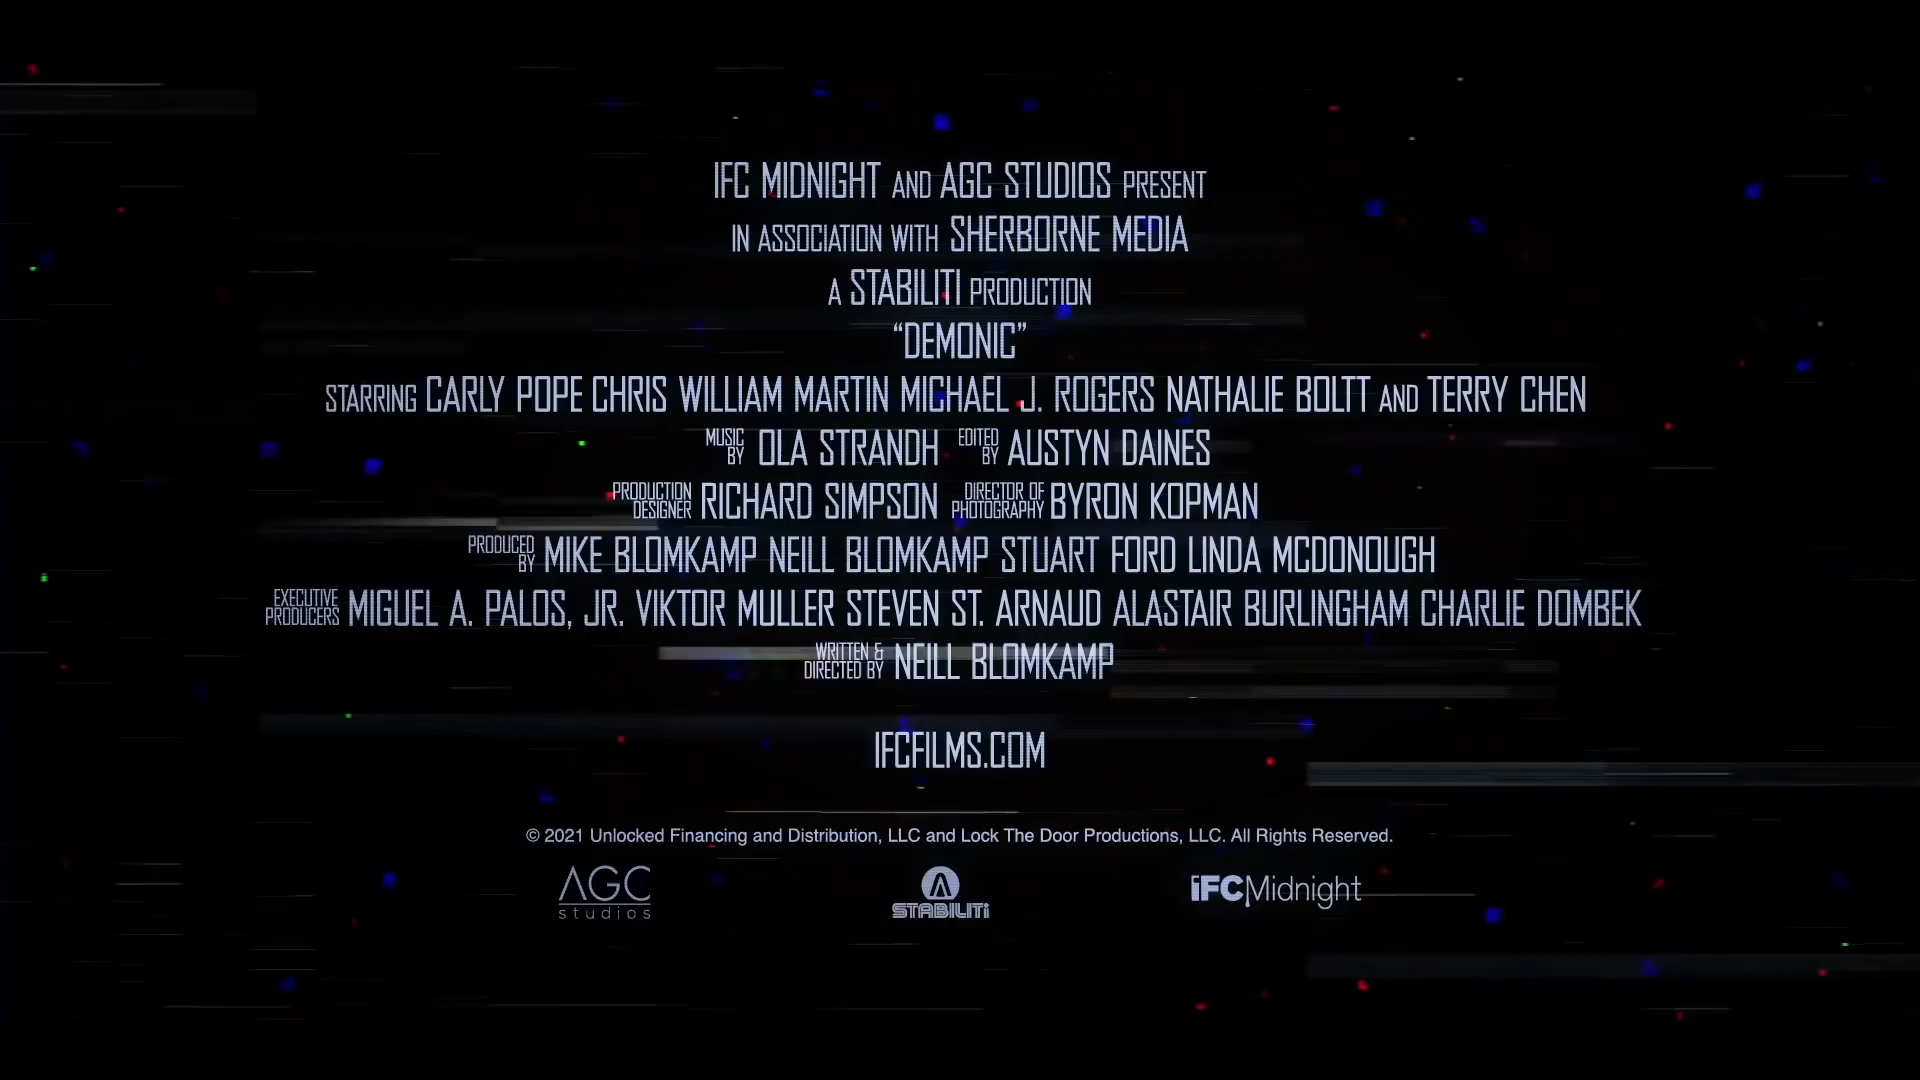 IFC MIDNIGHT AND AGC STUDIOS PRESENT
IN ASSOCIATION WITH SHERBORNE MEDIA
A STABILITI PRODUCTION
“DEMONIC”
STARRING CARLY POPE CHRIS WILLIAM MARTIN MICHAEL J. ROGERS NATHALIE BOLTT AND TERRY CHEN
MUSIC BY OLA STRANDH EDITED BY AUSTYN DAINES
PRODUCTION DESIGNER RICHARD SIMPSON DIRECTOR OF PHOTOGRAPHY BYRON KOPMAN
PRODUCED BY MIKE BLOMKAMP NEILL BLOMKAMP STUART FORD LINDA MCDONOUGH
EXECUTIVE PRODUCERS MIGUEL A. PALOS, JR. VIKTOR MULLER STEVEN ST. ARNAUD ALASTAIR BURLINGHAM CHARLIE DOMBEK
WRITTEN & DIRECTED BY NEILL BLOMKAMP
IFCFILMS.COM
© 2021 Unlocked Financing and Distribution, LLC and Lock The Door Productions, LLC. All Rights Reserved.
AGC studios STABILITi iFC Midnight